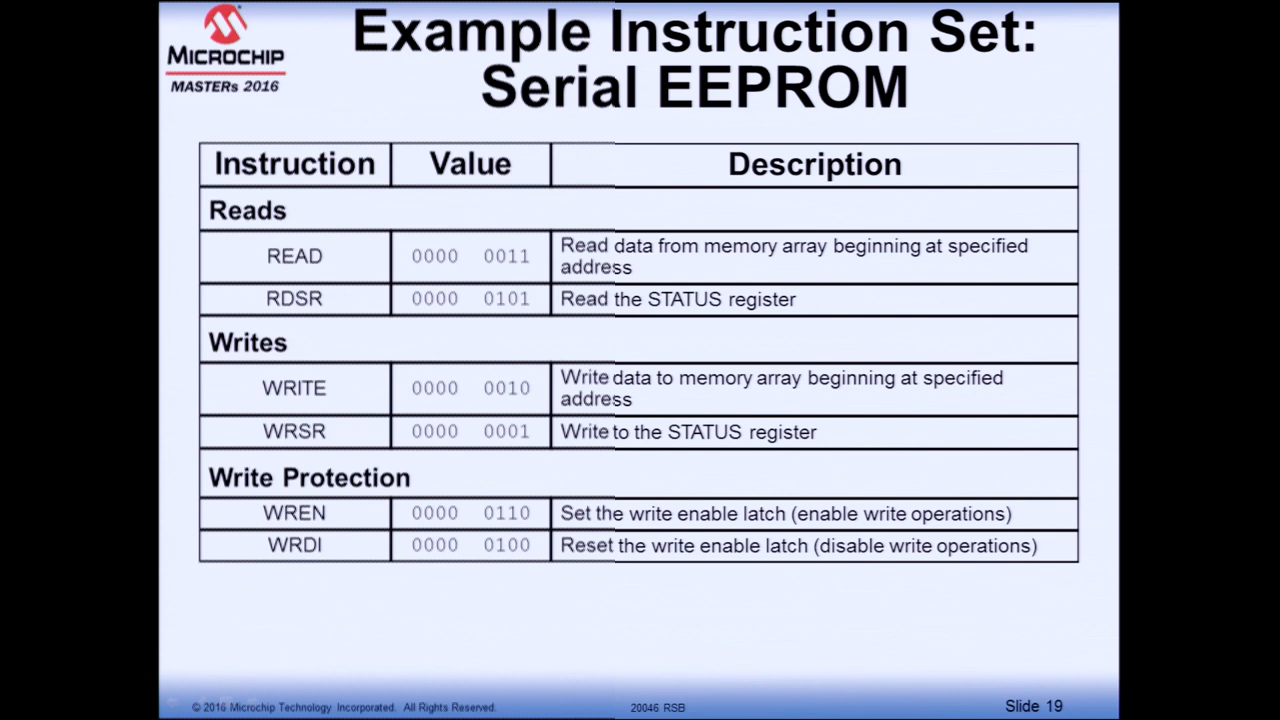 MICROCHIP
MASTERs 2016
Example Instruction Set:
Serial EEPROM
Instruction Value Description
Reads
READ 0000 0011 Read data from memory array beginning at specified
address
RDSR 0000 0101 Read the STATUS register
Writes
WRITE 0000 0010 Write data to memory array beginning at specified
address
WRSR 0000 0001 Write to the STATUS register
Write Protection
WREN 0000 0110 Set the write enable latch (enable write operations)
WRDI 0000 0100 Reset the write enable latch (disable write operations)
© 2016 Microchip Technology Incorporated. All Rights Reserved. 20046 RSB Slide 19